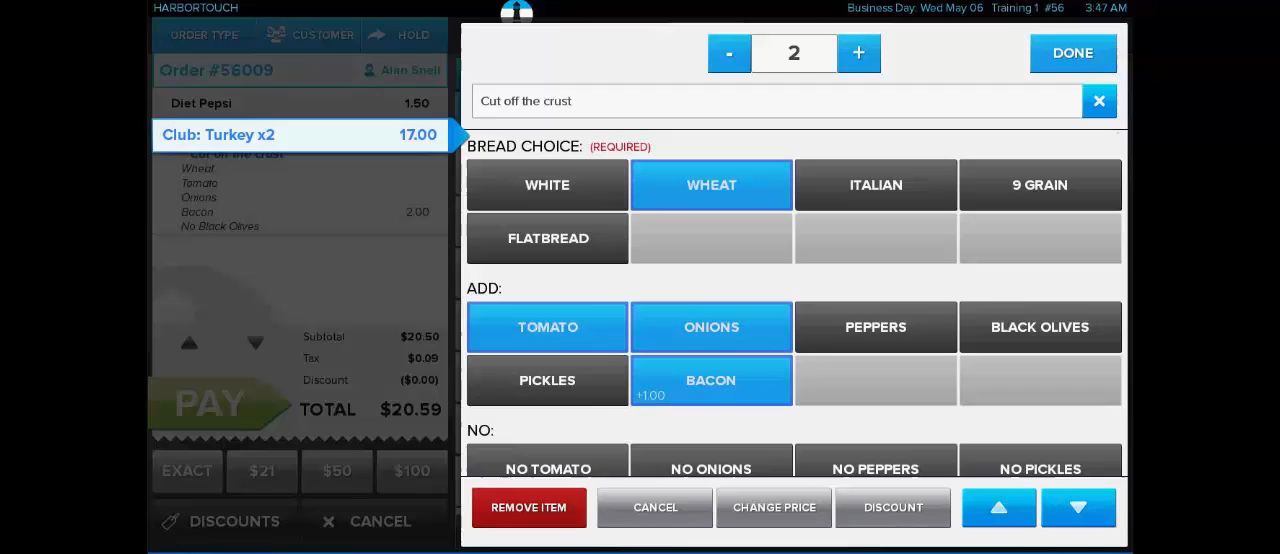 HARBORTOUCH
Business Day: Wed May 06 Training 1 #56 3:47 AM
ORDER TYPE CUSTOMER HOLD
Order #56009 Alan Snell
Diet Pepsi 1.50
Club: Turkey x2 17.00
Cut off the crust
Wheat
Tomato
Onions
Bacon 2.00
No Black Olives
Subtotal $20.50
Tax $0.09
Discount ($0.00)
PAY TOTAL $20.59
EXACT $21 $50 $100
DISCOUNTS X CANCEL
- 2 + DONE
Cut off the crust ×
BREAD CHOICE: (REQUIRED)
WHITE WHEAT ITALIAN 9 GRAIN
FLATBREAD
ADD:
TOMATO ONIONS PEPPERS BLACK OLIVES
PICKLES BACON
+1.00
NO:
NO TOMATO NO ONIONS NO PEPPERS NO PICKLES
REMOVE ITEM CANCEL CHANGE PRICE DISCOUNT